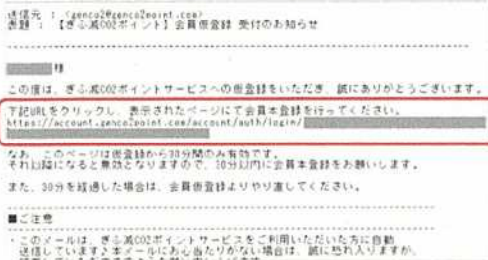 送信元 : <genco2@genco2point.com>
表題 : 【ぎふ減CO2ポイント】会員仮登録 受付のお知らせ
様
この度は、ぎふ減CO2ポイントサービスへの仮登録をいただき、誠にありがとうございます。
下記URLをクリックし、表示されたページにて会員本登録を行ってください。
https://account.genco2point.com/account/auth/login/
なお、このページは仮登録から30分間のみ有効です。
それ以降になると無効となりますので、30分以内に会員本登録をお願いします。
また、30分を経過した場合は、会員仮登録よりやり直してください。
■ご注意
・このメールは、ぎふ減CO2ポイントサービスをご利用いただいた方に自動
送信しています♪本メールにお心当たりがない場合は、誠に恐れ入りますが、